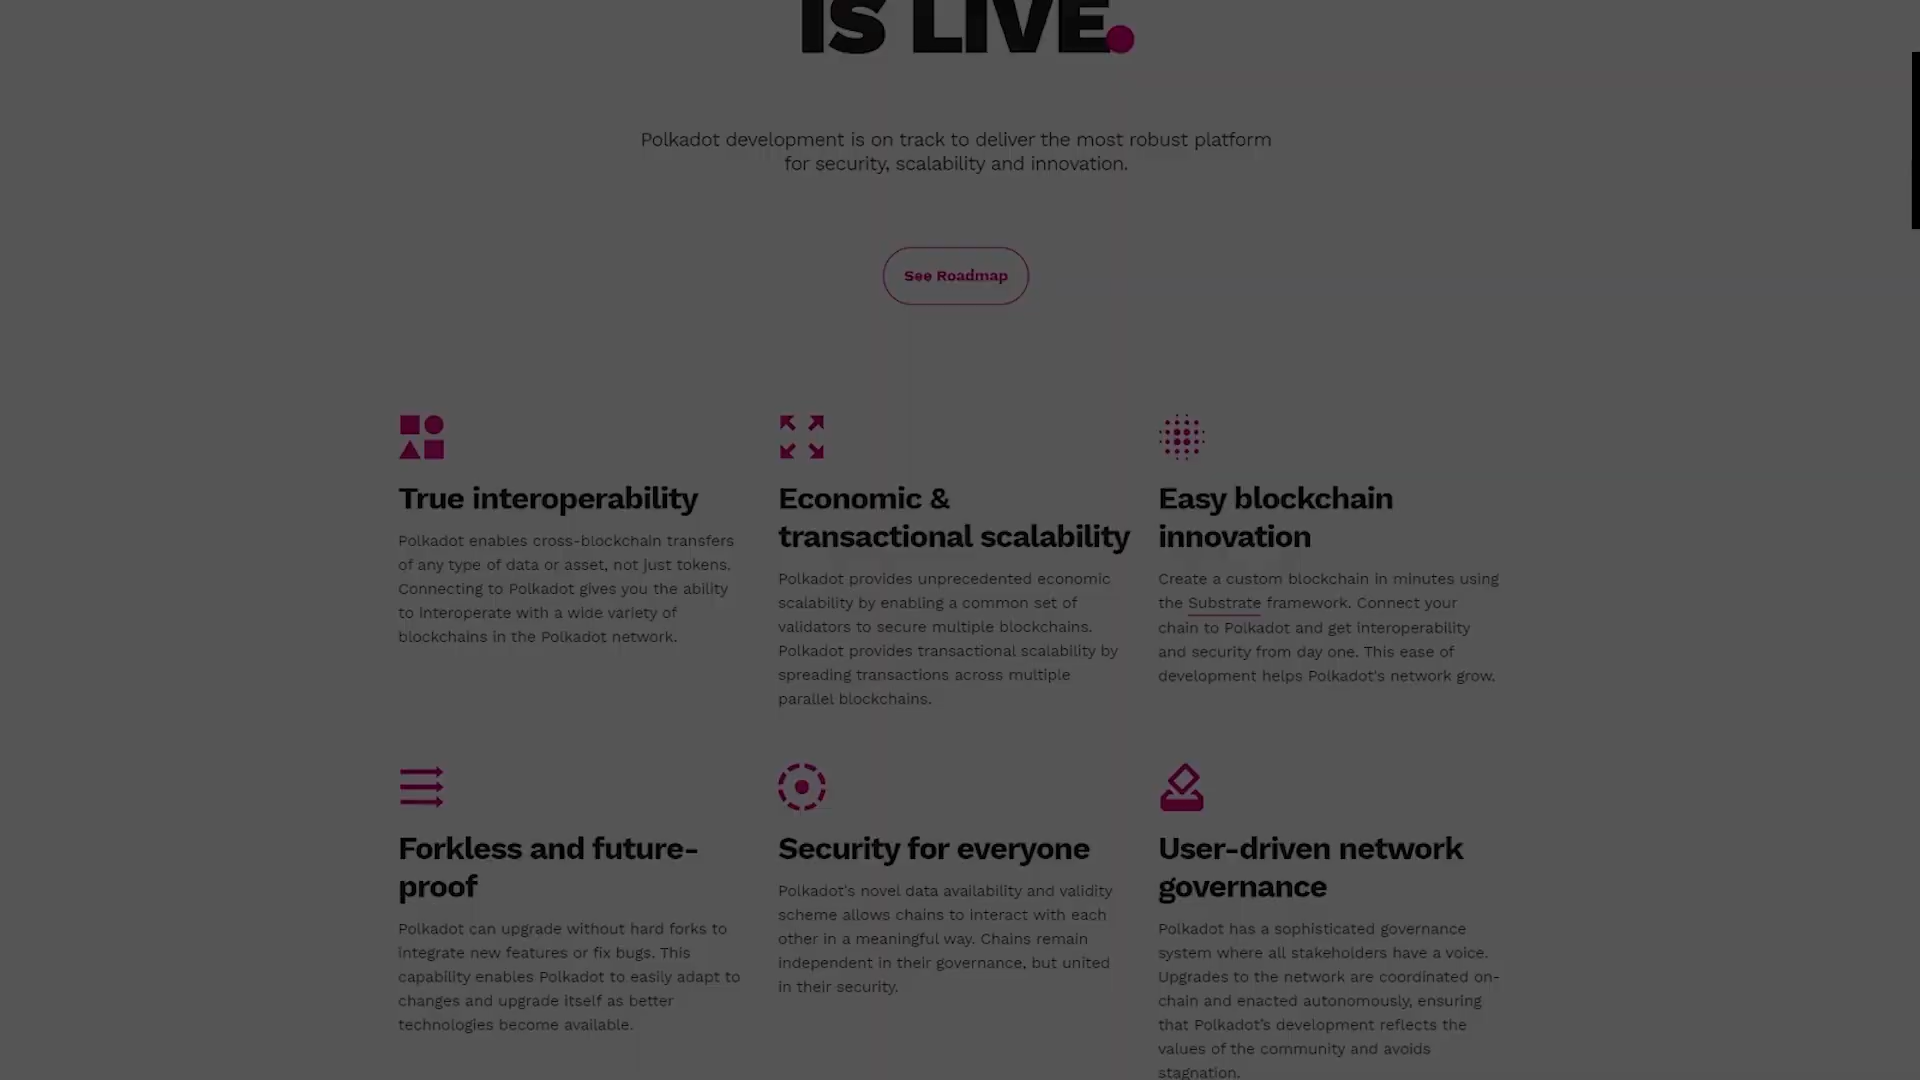 IS LIVE.
Polkadot development is on track to deliver the most robust platform
for security, scalability and innovation.
See Roadmap
True interoperability
Polkadot enables cross-blockchain transfers
of any type of data or asset, not just tokens.
Connecting to Polkadot gives you the ability
to interoperate with a wide variety of
blockchains in the Polkadot network.
Economic &
transactional scalability
Polkadot provides unprecedented economic
scalability by enabling a common set of
validators to secure multiple blockchains.
Polkadot provides transactional scalability by
spreading transactions across multiple
parallel blockchains.
Easy blockchain
innovation
Create a custom blockchain in minutes using
the Substrate framework. Connect your
chain to Polkadot and get interoperability
and security from day one. This ease of
development helps Polkadot's network grow.
Forkless and future-
proof
Polkadot can upgrade without hard forks to
integrate new features or fix bugs. This
capability enables Polkadot to easily adapt to
changes and upgrade itself as better
technologies become available.
Security for everyone
Polkadot's novel data availability and validity
scheme allows chains to interact with each
other in a meaningful way. Chains remain
independent in their governance, but united
in their security.
User-driven network
governance
Polkadot has a sophisticated governance
system where all stakeholders have a voice.
Upgrades to the network are coordinated on-
chain and enacted autonomously, ensuring
that Polkadot's development reflects the
values of the community and avoids
stagnation.